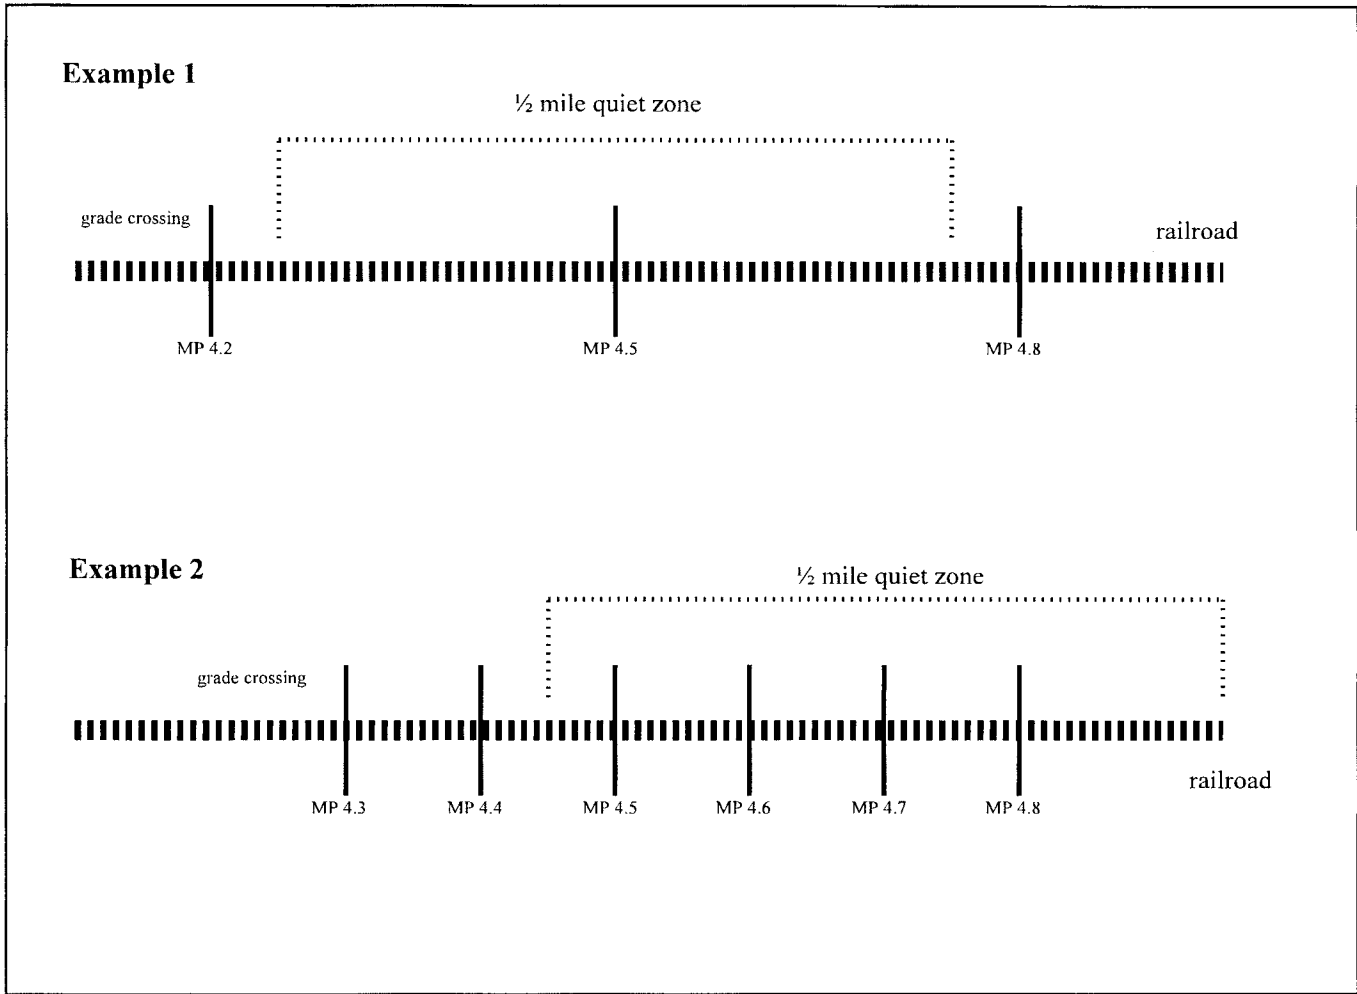 Example 1
½ mile quiet zone
grade crossing
railroad
MP 4.2 MP 4.5 MP 4.8
Example 2
½ mile quiet zone
grade crossing
railroad
MP 4.3 MP 4.4 MP 4.5 MP 4.6 MP 4.7 MP 4.8